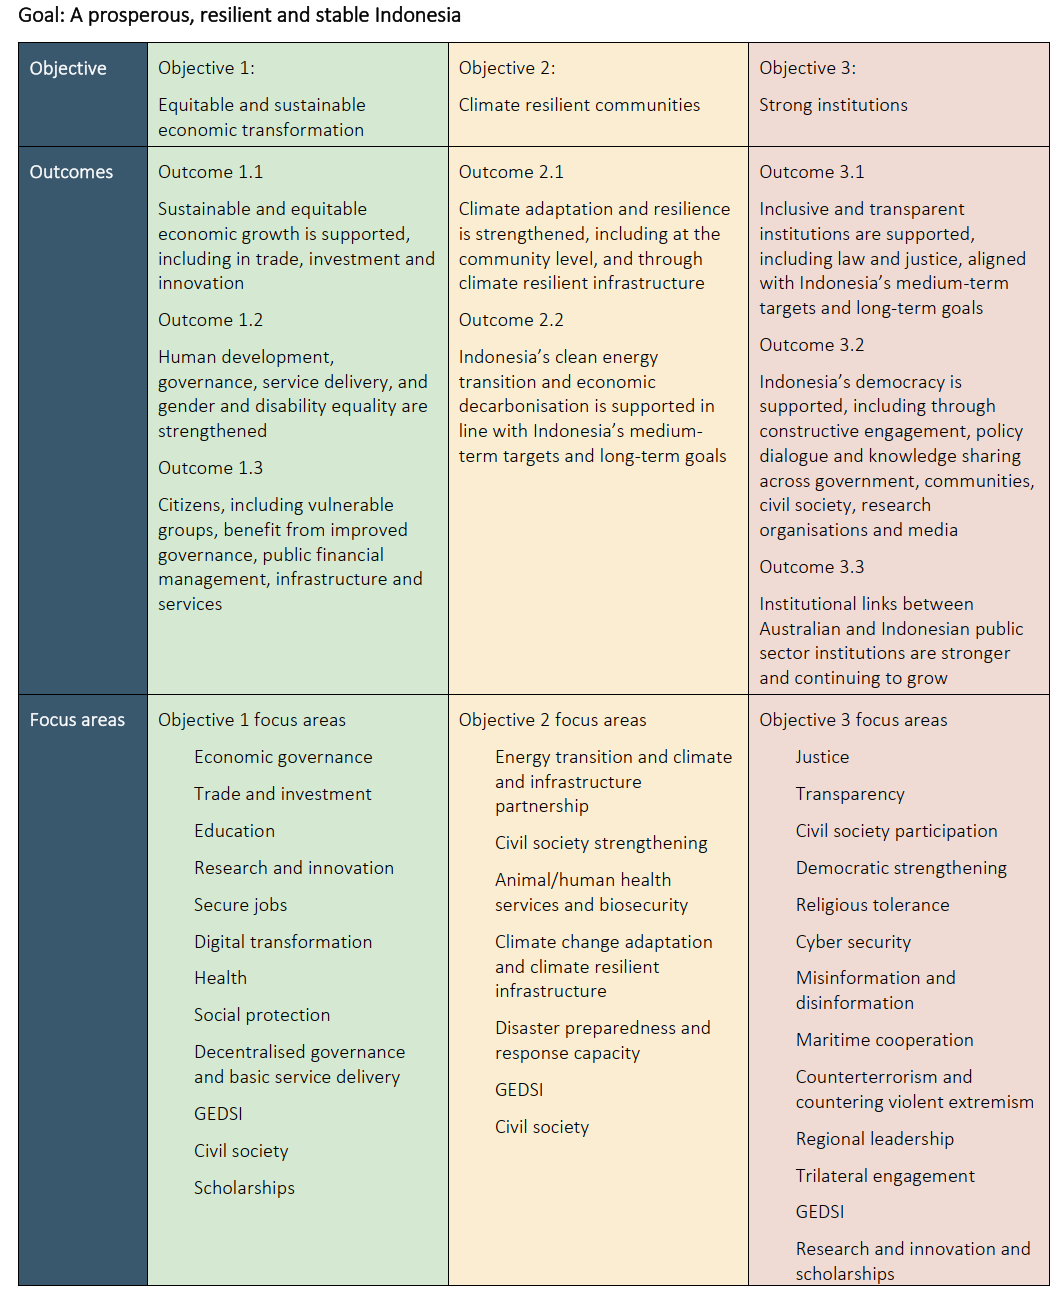 Goal: A prosperous, resilient and stable Indonesia
Objective
Objective 1:
Equitable and sustainable
economic transformation
Objective 2:
Climate resilient communities
Objective 3:
Strong institutions
Outcomes
Outcome 1.1
Sustainable and equitable
economic growth is supported,
including in trade, investment and
innovation
Outcome 1.2
Human development,
governance, service delivery, and
gender and disability equality are
strengthened
Outcome 1.3
Citizens, including vulnerable
groups, benefit from improved
governance, public financial
management, infrastructure and
services
Outcome 2.1
Climate adaptation and resilience
is strengthened, including at the
community level, and through
climate resilient infrastructure
Outcome 2.2
Indonesia’s clean energy
transition and economic
decarbonisation is supported in
line with Indonesia’s medium-
term targets and long-term goals
Outcome 3.1
Inclusive and transparent
institutions are supported,
including law and justice, aligned
with Indonesia’s medium-term
targets and long-term goals
Outcome 3.2
Indonesia’s democracy is
supported, including through
constructive engagement, policy
dialogue and knowledge sharing
across government, communities,
civil society, research
organisations and media
Outcome 3.3
Institutional links between
Australian and Indonesian public
sector institutions are stronger
and continuing to grow
Focus areas
Objective 1 focus areas
Economic governance
Trade and investment
Education
Research and innovation
Secure jobs
Digital transformation
Health
Social protection
Decentralised governance
and basic service delivery
GEDSI
Civil society
Scholarships
Objective 2 focus areas
Energy transition and climate
and infrastructure
partnership
Civil society strengthening
Animal/human health
services and biosecurity
Climate change adaptation
and climate resilient
infrastructure
Disaster preparedness and
response capacity
GEDSI
Civil society
Objective 3 focus areas
Justice
Transparency
Civil society participation
Democratic strengthening
Religious tolerance
Cyber security
Misinformation and
disinformation
Maritime cooperation
Counterterrorism and
countering violent extremism
Regional leadership
Trilateral engagement
GEDSI
Research and innovation and
scholarships